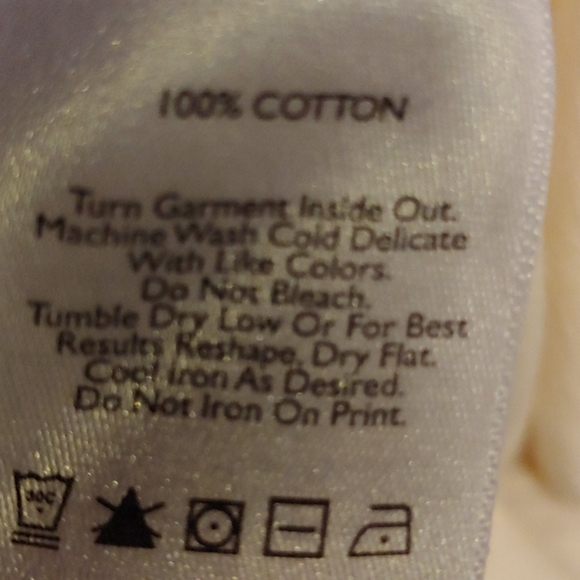 100% COTTON
Turn Garment Inside Out.
Machine Wash Cold Delicate
With Like Colors.
Do Not Bleach.
Tumble Dry Low Or For Best
Results Reshape, Dry Flat.
Cool Iron As Desired.
Do Not Iron On Print.
30C